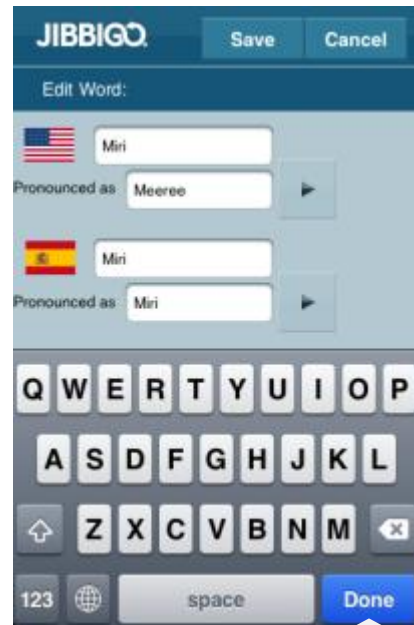 JIBBIGO. Save Cancel
Edit Word:
Miri
Pronounced as Meeree
Miri
Pronounced as Miri
Q W E R T Y U I O P
A S D F G H J K L
Z X C V B N M
123 space Done